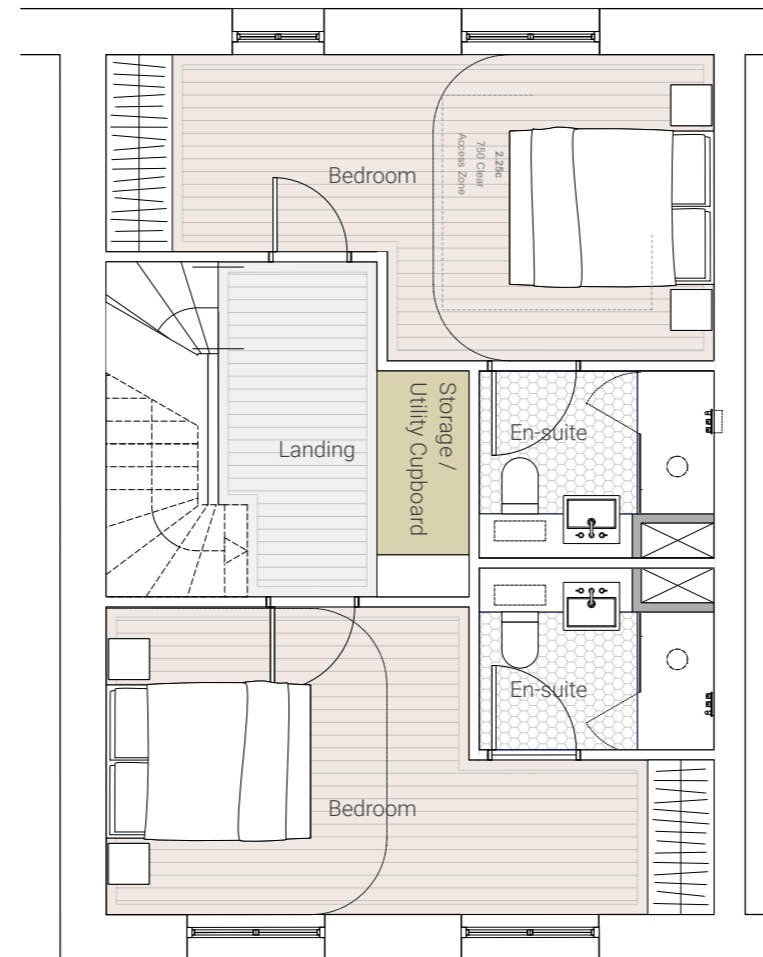 Bedroom
2.25c
750 Clear
Access Zone
Landing
Storage /
Utility Cupboard
En-suite
En-suite
Bedroom